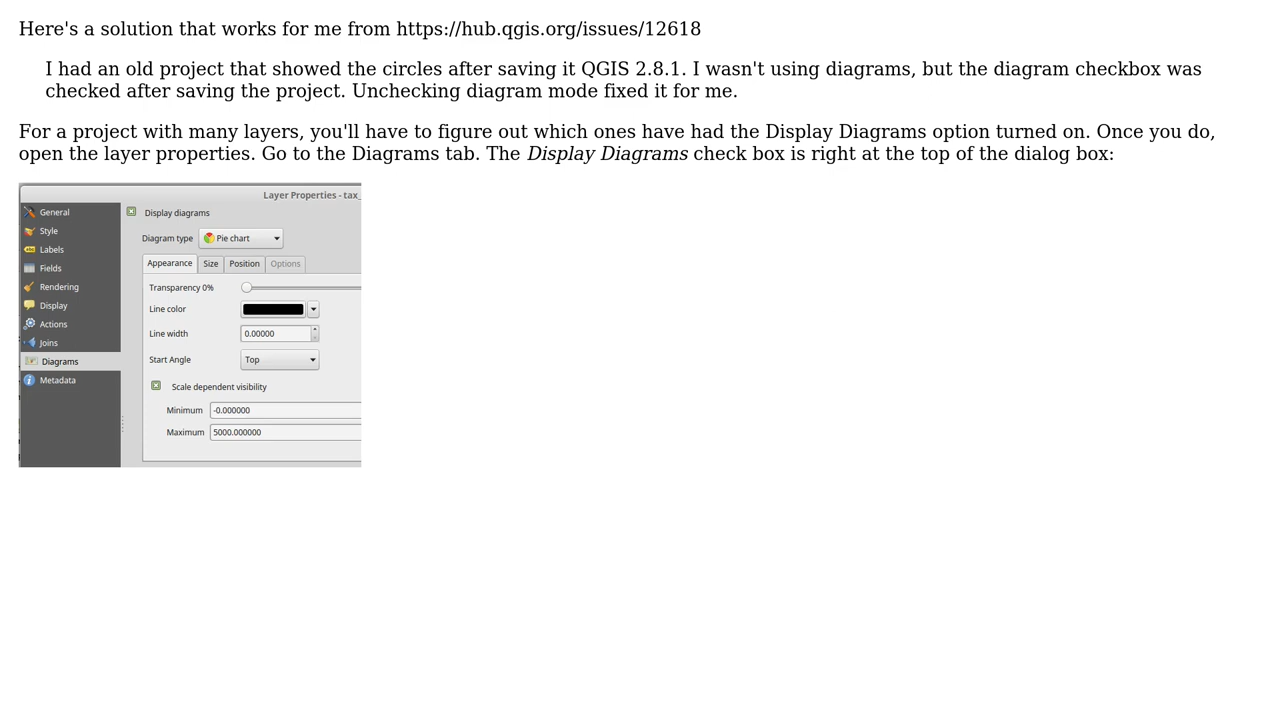 Here's a solution that works for me from https://hub.qgis.org/issues/12618
I had an old project that showed the circles after saving it QGIS 2.8.1. I wasn't using diagrams, but the diagram checkbox was
checked after saving the project. Unchecking diagram mode fixed it for me.
For a project with many layers, you'll have to figure out which ones have had the Display Diagrams option turned on. Once you do,
open the layer properties. Go to the Diagrams tab. The Display Diagrams check box is right at the top of the dialog box:
Layer Properties - tax_
General
Style
Labels
Fields
Rendering
Display
Actions
Joins
Diagrams
Metadata
Display diagrams
Diagram type Pie chart
Appearance Size Position Options
Transparency 0%
Line color
Line width 0.00000
Start Angle Top
Scale dependent visibility
Minimum -0.000000
Maximum 5000.000000